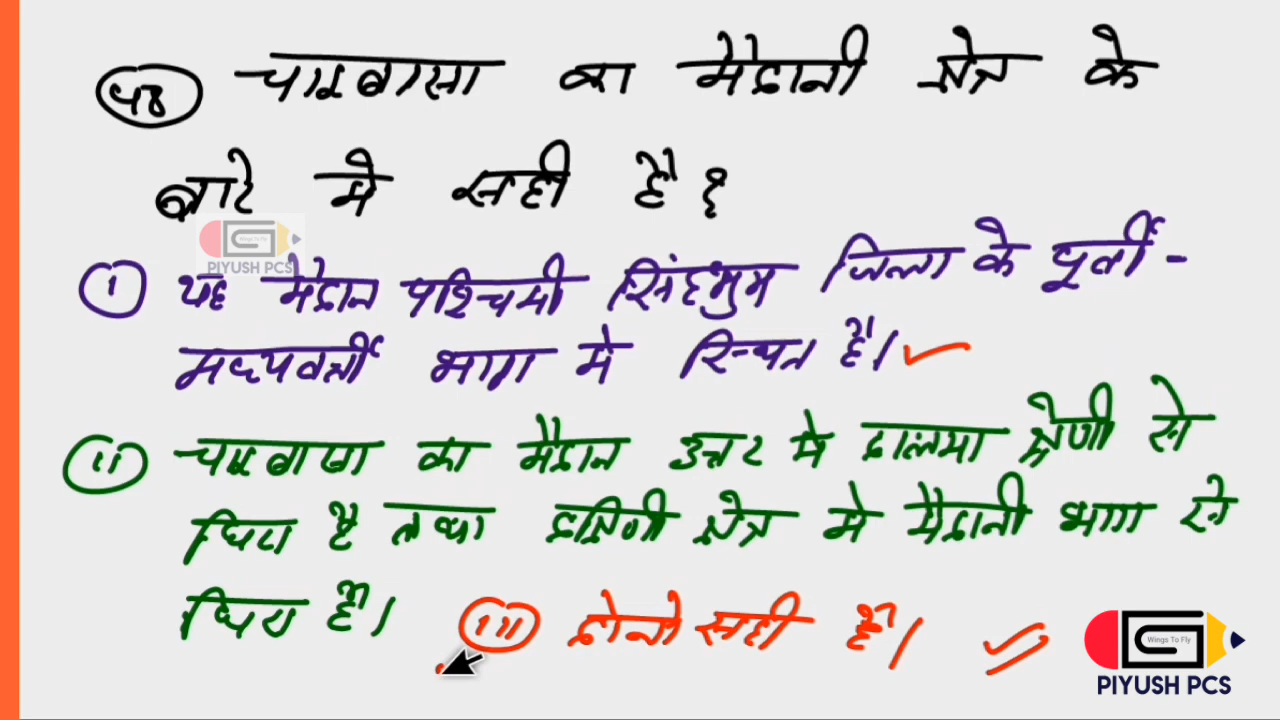 ५८ चाईबासा का मैदानी क्षेत्र के
बारे मे सही है ?
PIYUSH PCS
i यह मैदान पश्चिमी सिंहभुम जिला के पूर्वी -
मध्यवर्ती भाग मे स्थित है।
ii चाईबासा का मैदान उत्तर मे दालमा श्रेणी से
घिरा है तथा दक्षिणी क्षेत्र मे मैदानी भाग से
घिरा है।
iii दोनो सही है।
Wings To Fly
PIYUSH PCS